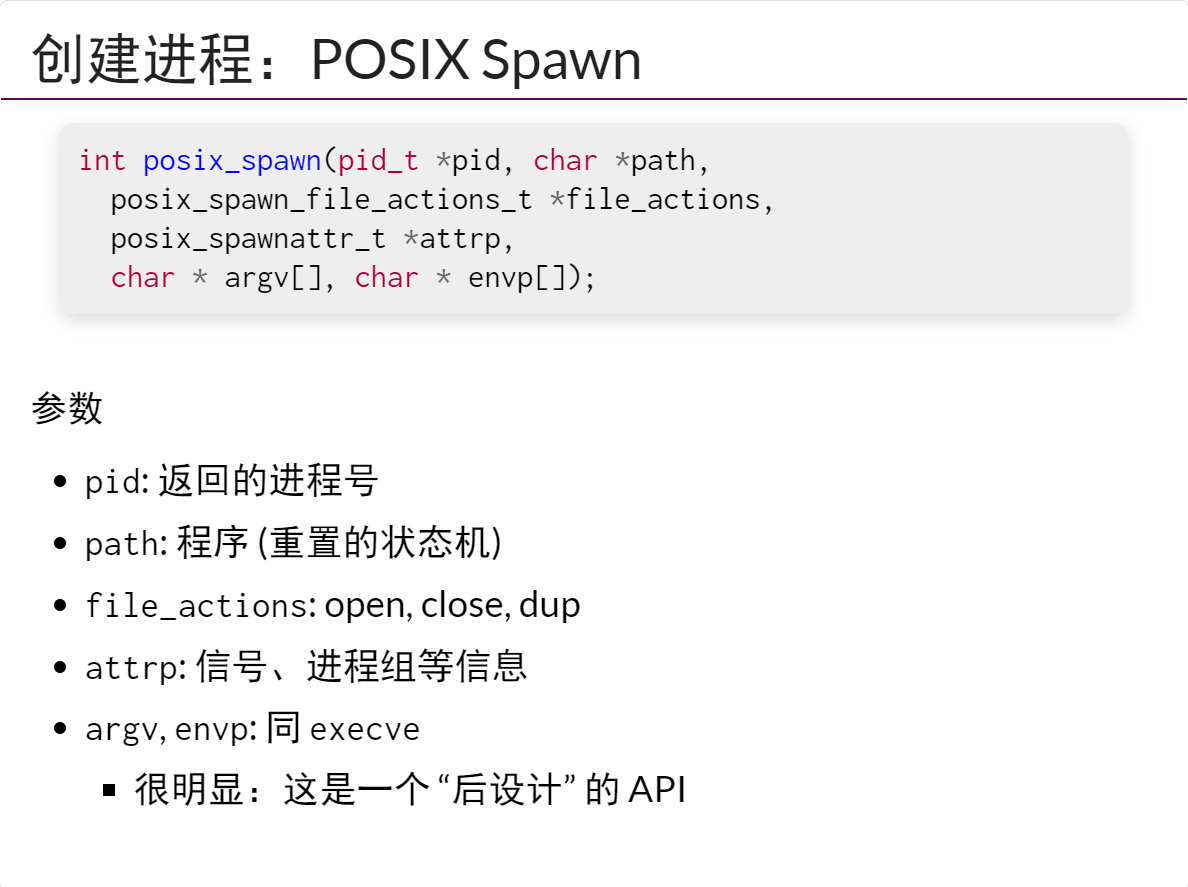 创建进程：POSIX Spawn
int posix_spawn(pid_t *pid, char *path,
posix_spawn_file_actions_t *file_actions,
posix_spawnattr_t *attrp,
char * argv[], char * envp[]);
参数
• pid: 返回的进程号
• path: 程序 (重置的状态机)
• file_actions: open, close, dup
• attrp: 信号、进程组等信息
• argv, envp: 同 execve
▪ 很明显：这是一个 “后设计” 的 API